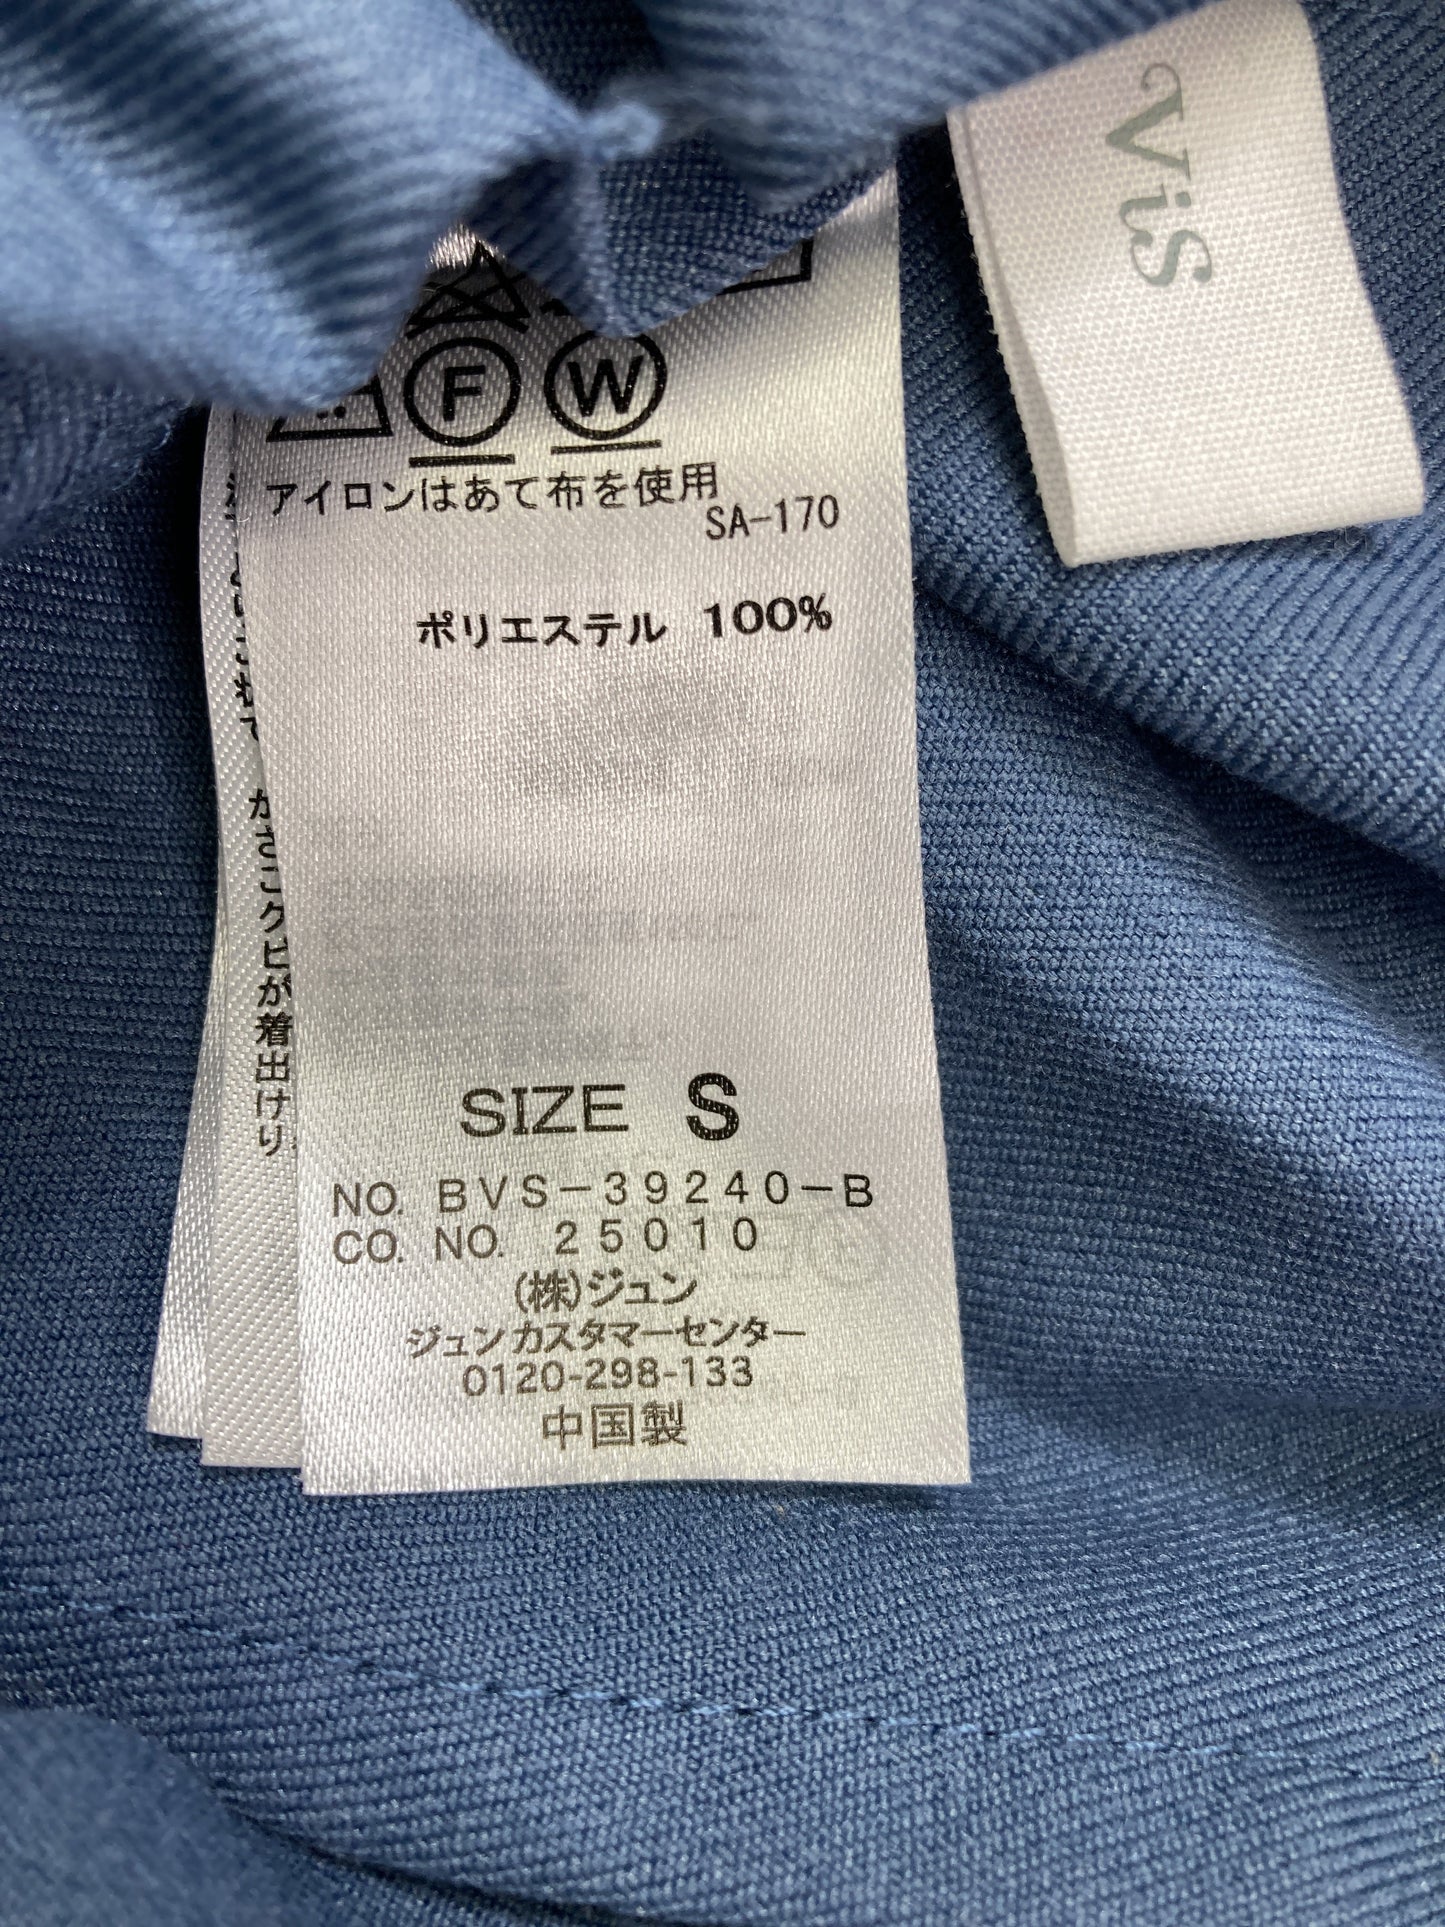 ViS
F W
アイロンはあて布を使用
SA-170
ポリエステル 100%
SIZE S
NO. BVS-39240-B
CO. NO. 25010
(株)ジュン
ジュンカスタマーセンター
0120-298-133
中国製